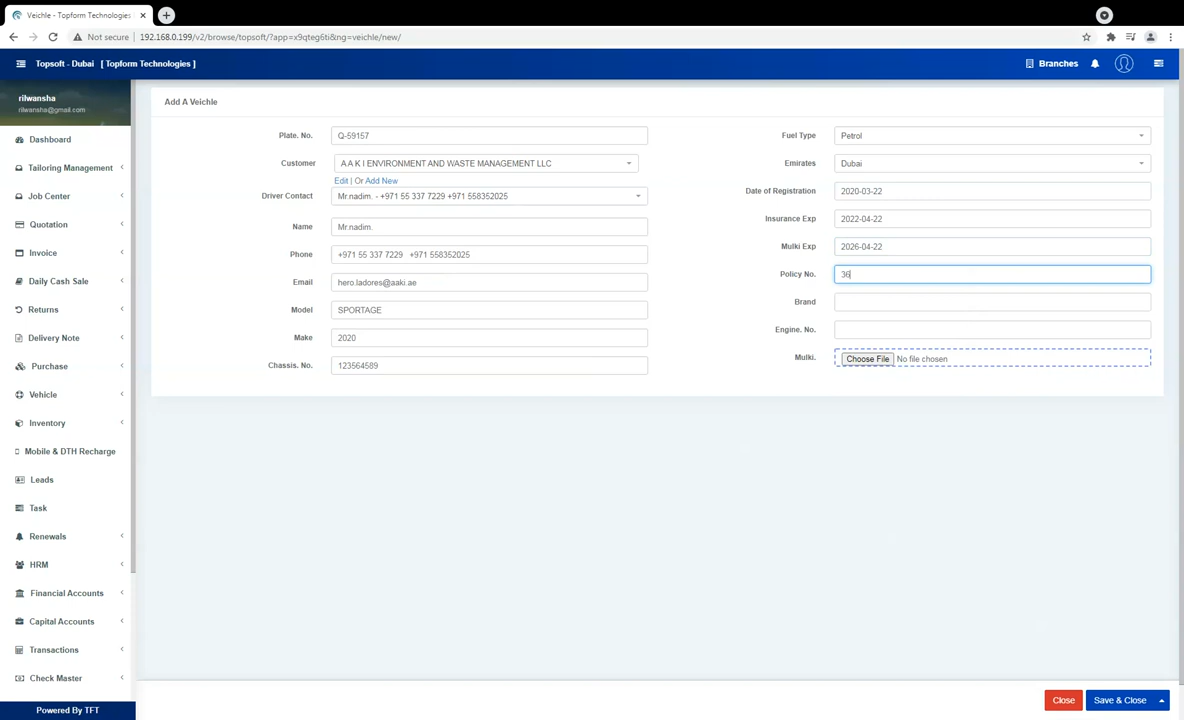 Veichle - Topform Technologies
Not secure
192.168.0.199/v2/browse/topsoft/?app=x9qteg6ti&ng=veichle/new/
Topsoft - Dubai [ Topform Technologies ]
Branches
rilwansha
rilwansha@gmail.com
Dashboard
Tailoring Management
Job Center
Quotation
Invoice
Daily Cash Sale
Returns
Delivery Note
Purchase
Vehicle
Inventory
Mobile & DTH Recharge
Leads
Task
Renewals
HRM
Financial Accounts
Capital Accounts
Transactions
Check Master
Powered By TFT
Add A Veichle
Plate. No. Q-59157
Customer A A K I ENVIRONMENT AND WASTE MANAGEMENT LLC
Edit | Or Add New
Driver Contact Mr.nadim. - +971 55 337 7229 +971 558352025
Name Mr.nadim.
Phone +971 55 337 7229 +971 558352025
Email hero.ladores@aaki.ae
Model SPORTAGE
Make 2020
Chassis. No. 123564589
Fuel Type Petrol
Emirates Dubai
Date of Registration 2020-03-22
Insurance Exp 2022-04-22
Mulki Exp 2026-04-22
Policy No. 36
Brand
Engine. No.
Mulki. Choose File No file chosen
Close Save & Close